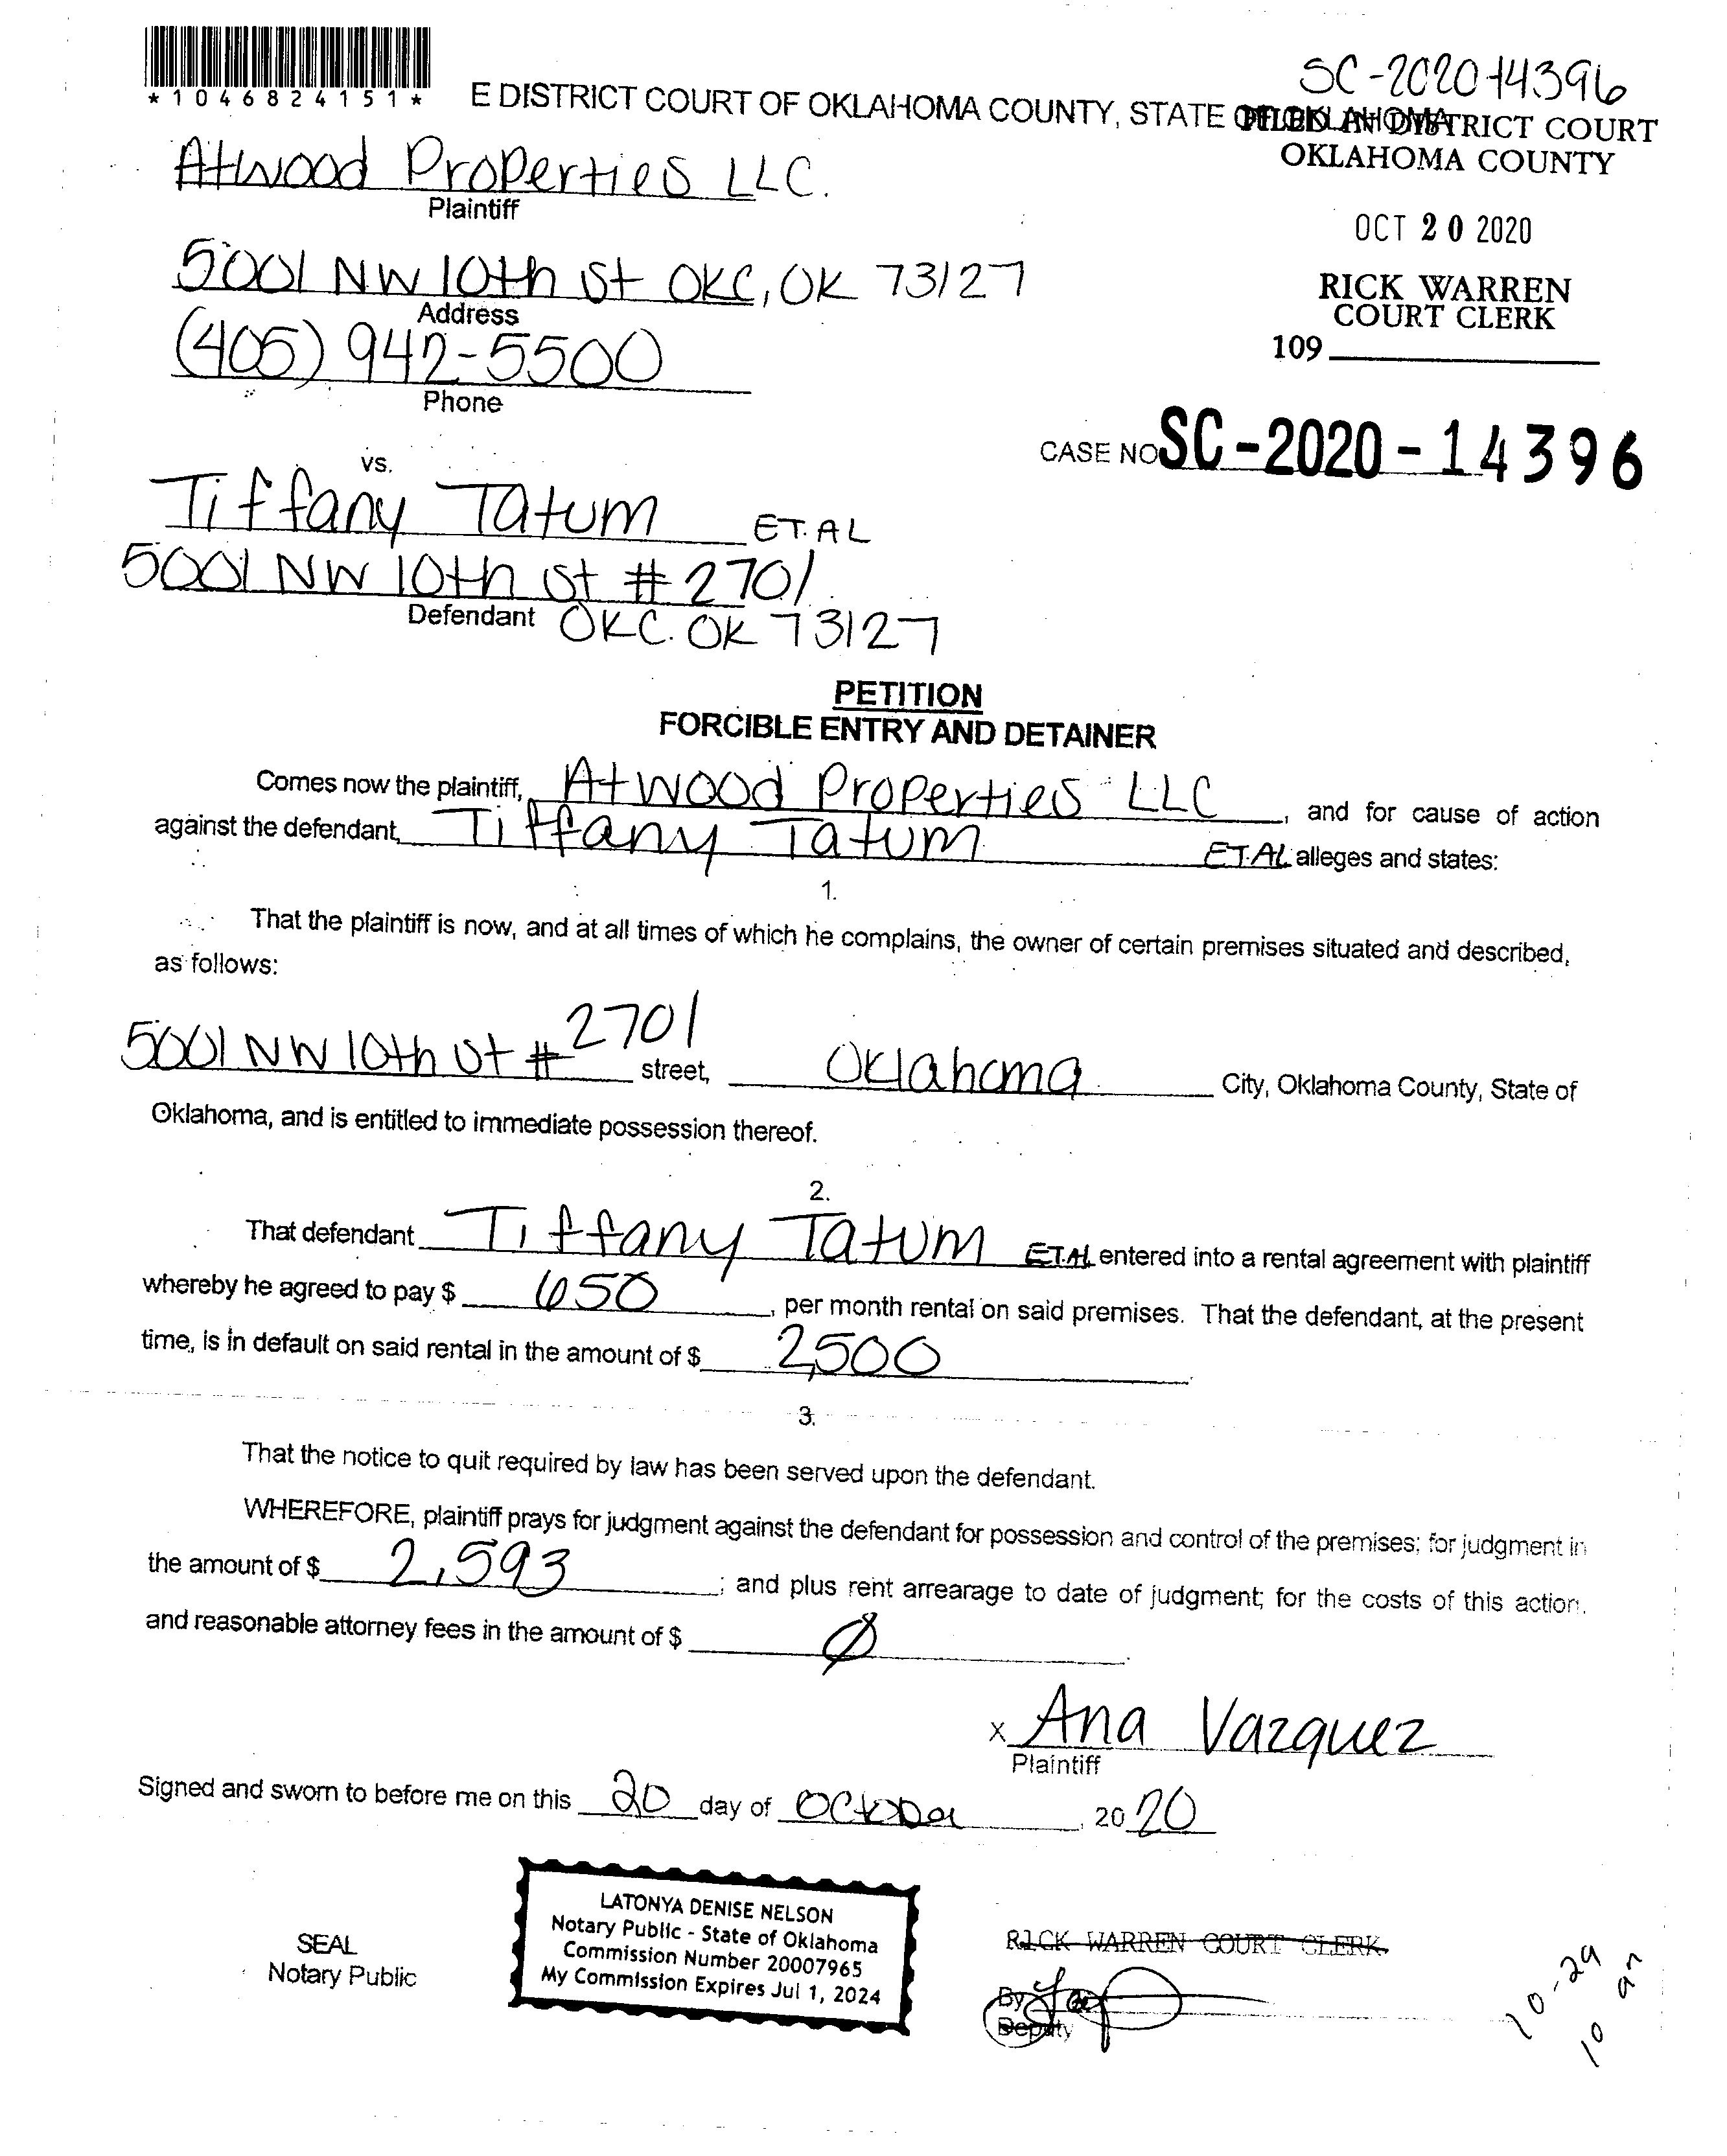 *1046824151*
SC-2020-14396
E DISTRICT COURT OF OKLAHOMA COUNTY, STATE OF OKLAHOMA
FILED IN DISTRICT COURT
OKLAHOMA COUNTY
Atwood Properties LLC.
Plaintiff
OCT 20 2020
5001 NW 10th St OKC, OK 73127
Address
RICK WARREN
COURT CLERK
(405) 942-5500
109
Phone
vs.
CASE NO SC-2020-14396
Tiffany Tatum ET.AL
5001 NW 10th St # 2701
Defendant OKC. OK 73127
PETITION
FORCIBLE ENTRY AND DETAINER
Comes now the plaintiff, Atwood Properties LLC, and for cause of action
against the defendant, Tiffany Tatum ET.AL alleges and states:
1.
That the plaintiff is now, and at all times of which he complains, the owner of certain premises situated and described,
as follows:
5001 NW 10th St # 2701 street, Oklahoma City, Oklahoma County, State of
Oklahoma, and is entitled to immediate possession thereof.
2.
That defendant Tiffany Tatum ET.AL entered into a rental agreement with plaintiff
whereby he agreed to pay $ 650, per month rental on said premises. That the defendant, at the present
time, is in default on said rental in the amount of $ 2,500
3.
That the notice to quit required by law has been served upon the defendant.
WHEREFORE, plaintiff prays for judgment against the defendant for possession and control of the premises; for judgment in
the amount of $ 2,593; and plus rent arrearage to date of judgment; for the costs of this action.
and reasonable attorney fees in the amount of $ Ø.
x Ana Vazquez
Plaintiff
Signed and sworn to before me on this 20 day of October, 2020
LATONYA DENISE NELSON
Notary Public - State of Oklahoma
Commission Number 20007965
My Commission Expires Jul 1, 2024
SEAL
Notary Public
RICK WARREN COURT CLERK
By
Deputy
10-29
10 am